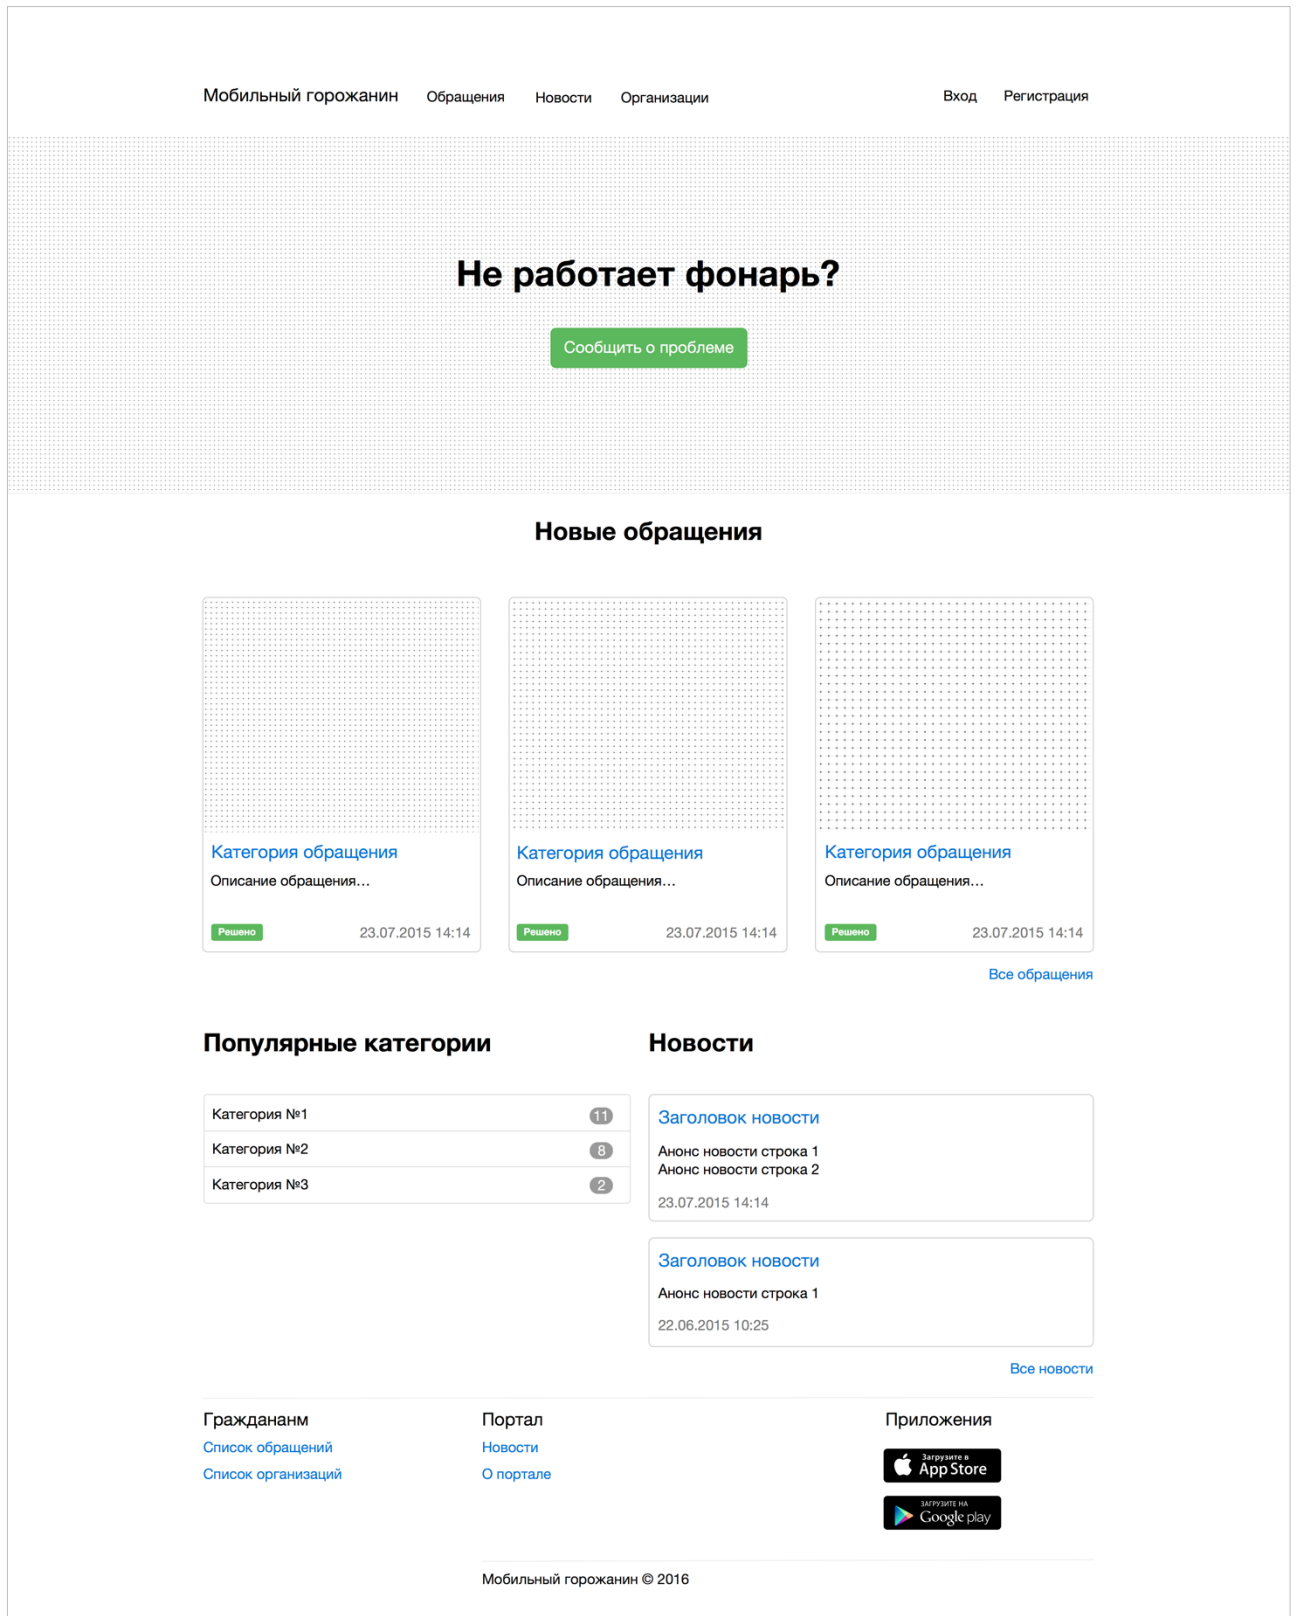 Мобильный горожанин Обращения Новости Организации Вход Регистрация
Не работает фонарь?
Сообщить о проблеме
Новые обращения
Категория обращения
Описание обращения...
Решено 23.07.2015 14:14
Категория обращения
Описание обращения...
Решено 23.07.2015 14:14
Категория обращения
Описание обращения...
Решено 23.07.2015 14:14
Все обращения
Популярные категории
Категория №1 11
Категория №2 8
Категория №3 2
Новости
Заголовок новости
Анонс новости строка 1
Анонс новости строка 2
23.07.2015 14:14
Заголовок новости
Анонс новости строка 1
22.06.2015 10:25
Все новости
Граждананм
Список обращений
Список организаций
Портал
Новости
О портале
Приложения
Загрузите в
App Store
ЗАГРУЗИТЕ НА
Google play
Мобильный горожанин © 2016